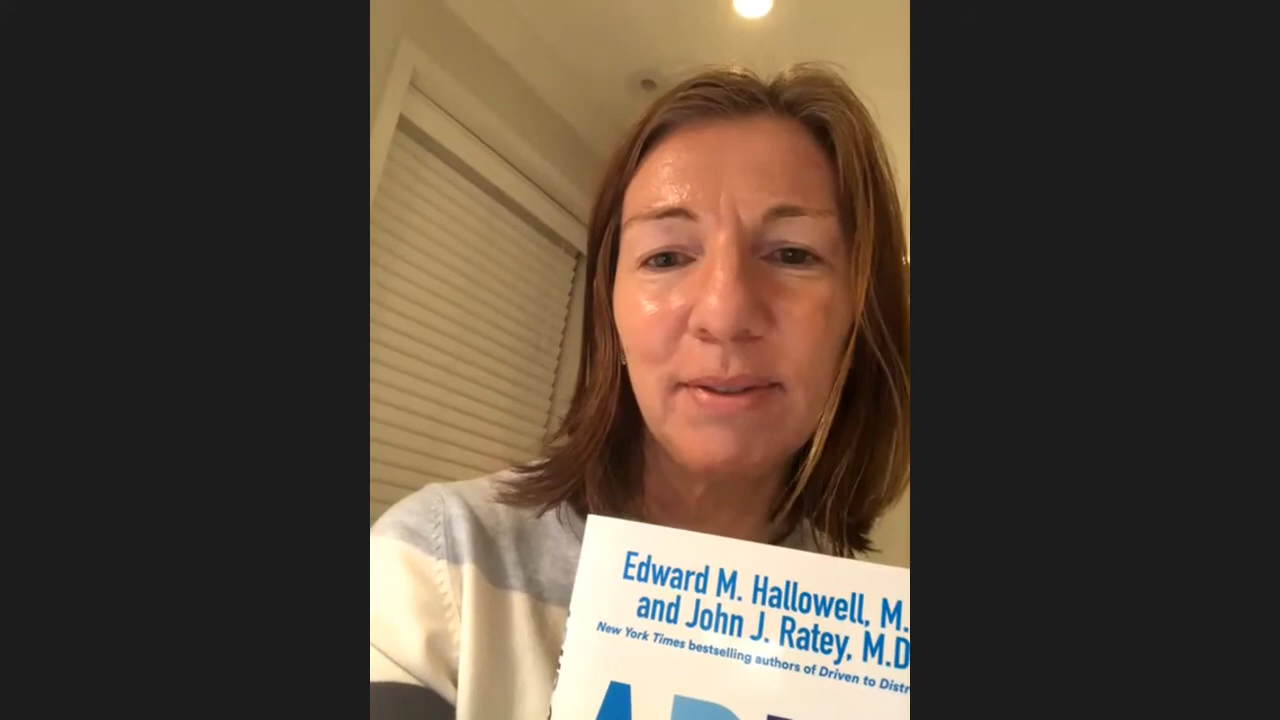 Edward M. Hallowell, M.
and John J. Ratey, M.D
New York Times bestselling authors of Driven to Distr